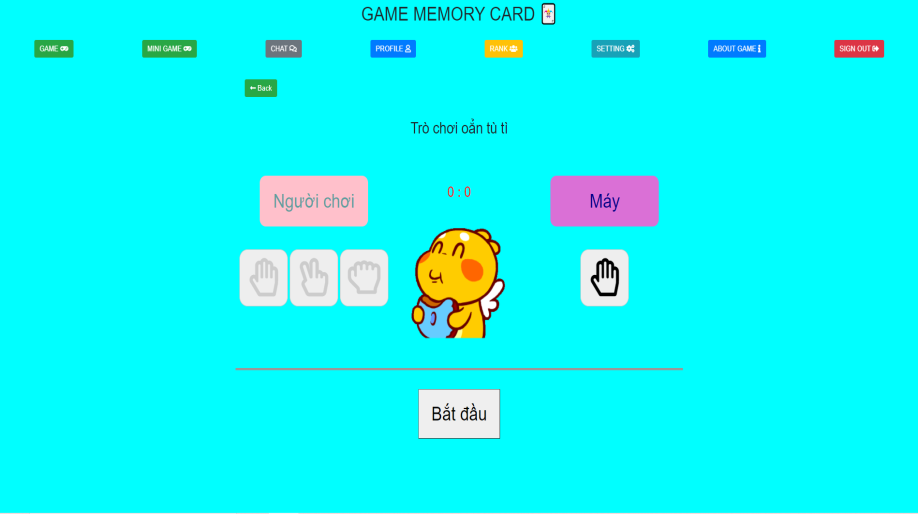 GAME MEMORY CARD
GAME
MINI GAME
CHAT
PROFILE
RANK
SETTING
ABOUT GAME
SIGN OUT
Back
Trò chơi oẳn tù tì
Người chơi
0 : 0
Máy
Bắt đầu